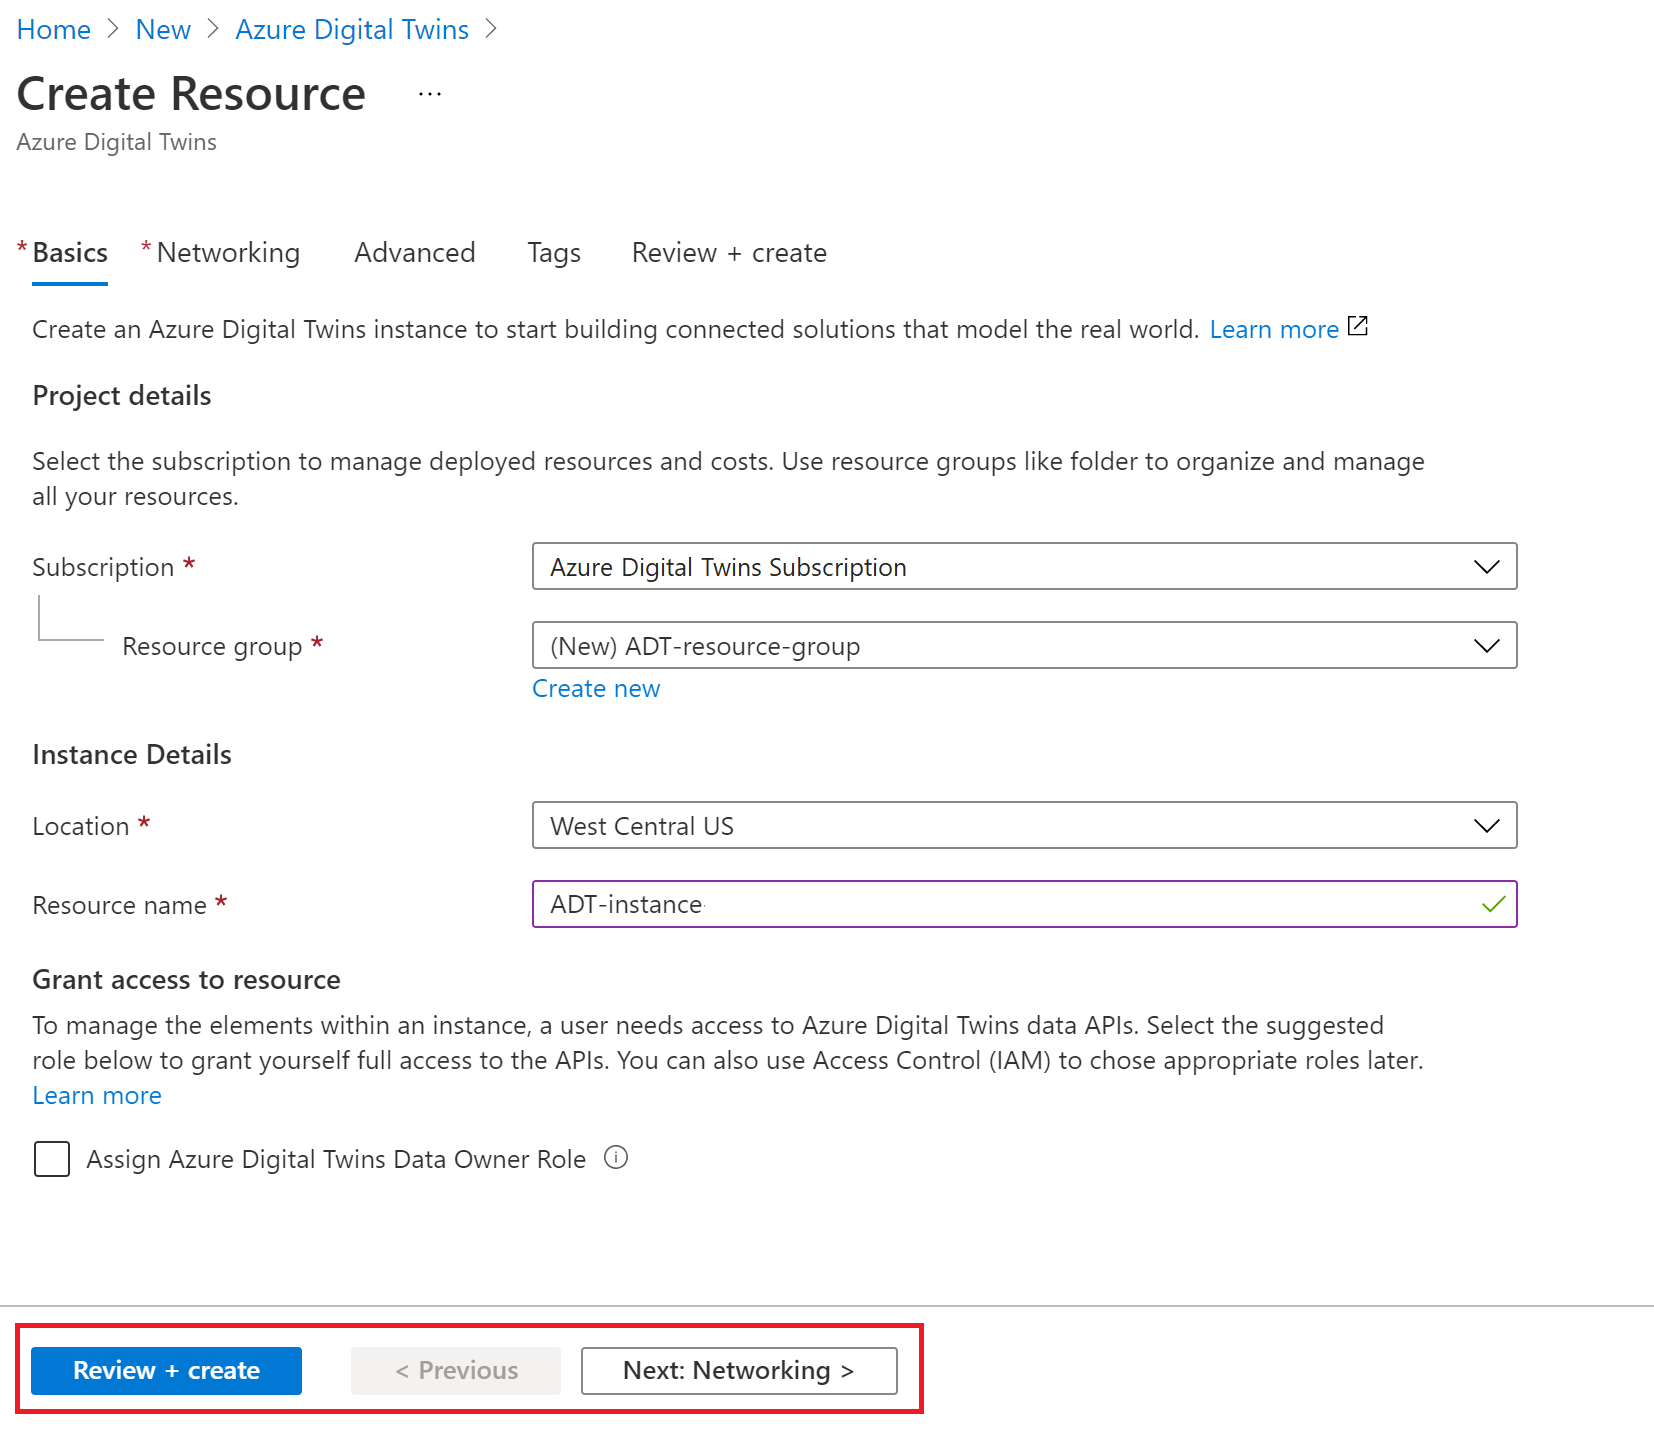 Home > New > Azure Digital Twins >
Create Resource ...
Azure Digital Twins
* Basics * Networking Advanced Tags Review + create
Create an Azure Digital Twins instance to start building connected solutions that model the real world. Learn more
Project details
Select the subscription to manage deployed resources and costs. Use resource groups like folder to organize and manage
all your resources.
Subscription * Azure Digital Twins Subscription
Resource group * (New) ADT-resource-group
Create new
Instance Details
Location * West Central US
Resource name * ADT-instance
Grant access to resource
To manage the elements within an instance, a user needs access to Azure Digital Twins data APIs. Select the suggested
role below to grant yourself full access to the APIs. You can also use Access Control (IAM) to chose appropriate roles later.
Learn more
Assign Azure Digital Twins Data Owner Role
Review + create < Previous Next: Networking >